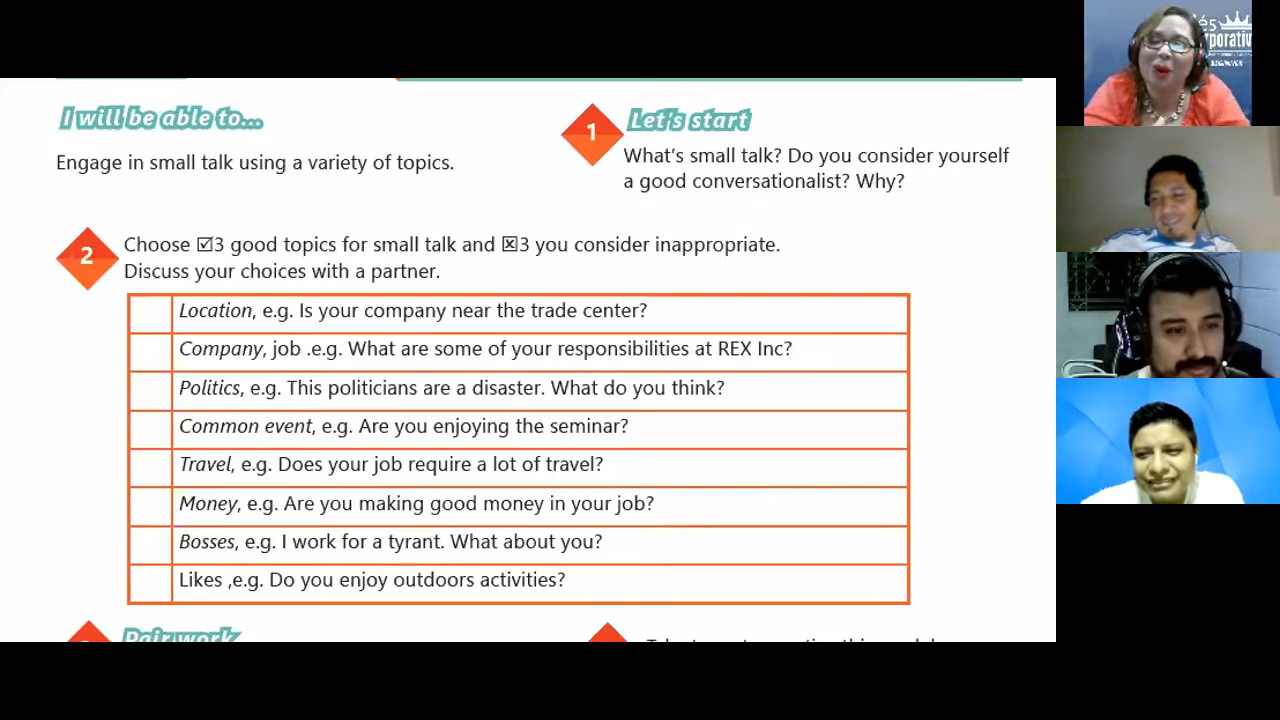 I will be able to...
Engage in small talk using a variety of topics.
1
Let's start
What's small talk? Do you consider yourself
a good conversationalist? Why?
2
Choose ☑3 good topics for small talk and ☒3 you consider inappropriate.
Discuss your choices with a partner.
Location, e.g. Is your company near the trade center?
Company, job .e.g. What are some of your responsibilities at REX Inc?
Politics, e.g. This politicians are a disaster. What do you think?
Common event, e.g. Are you enjoying the seminar?
Travel, e.g. Does your job require a lot of travel?
Money, e.g. Are you making good money in your job?
Bosses, e.g. I work for a tyrant. What about you?
Likes ,e.g. Do you enjoy outdoors activities?
Pair work